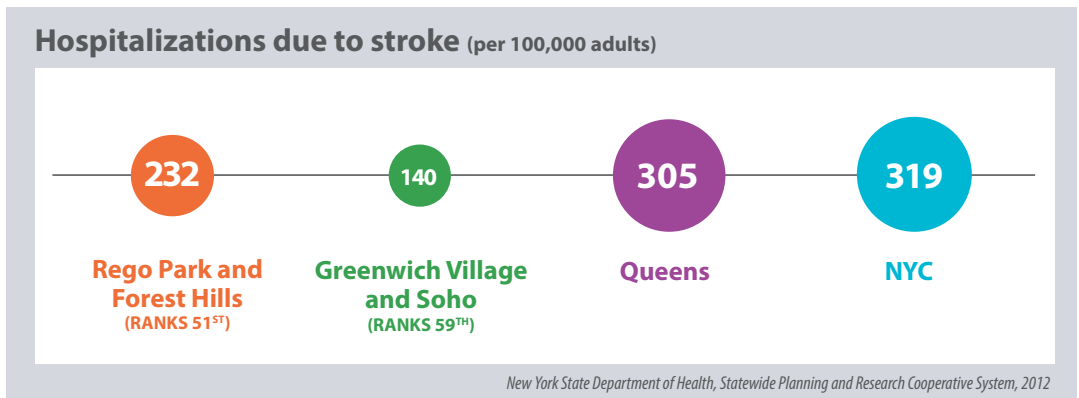 Hospitalizations due to stroke (per 100,000 adults)
232
140
305
319
Rego Park and
Forest Hills
(RANKS 51ST)
Greenwich Village
and Soho
(RANKS 59TH)
Queens
NYC
New York State Department of Health, Statewide Planning and Research Cooperative System, 2012